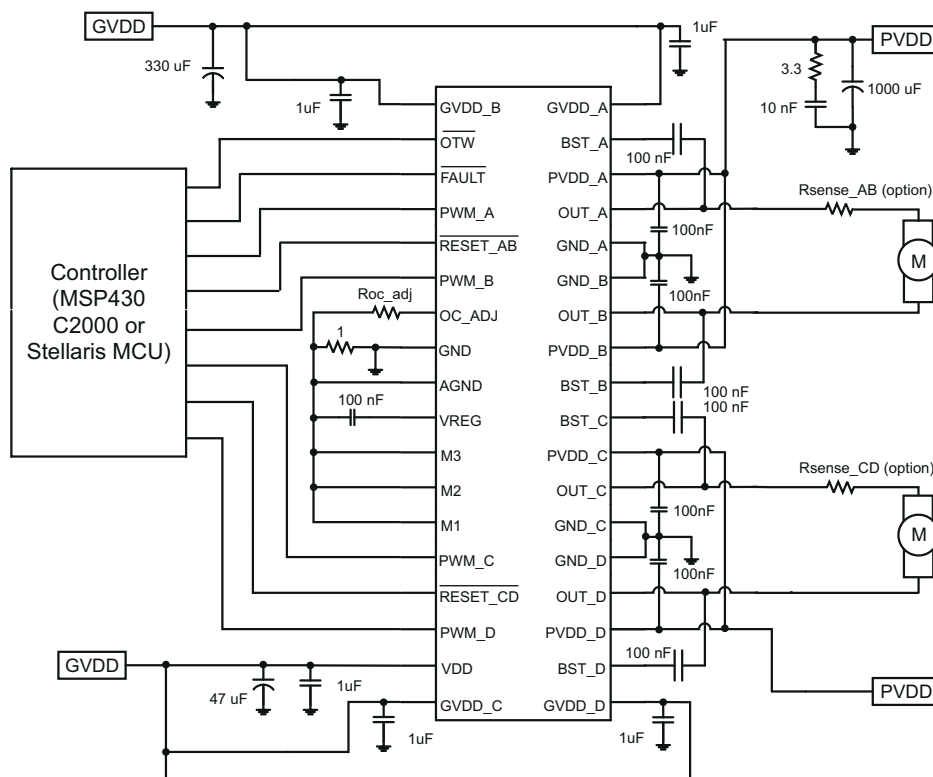 GVDD
330 uF
1uF
1uF
PVDD
3.3
10 nF
1000 uF
Controller
(MSP430
C2000 or
Stellaris MCU)
GVDD_B
OTW
FAULT
PWM_A
RESET_AB
PWM_B
OC_ADJ
GND
AGND
VREG
M3
M2
M1
PWM_C
RESET_CD
PWM_D
VDD
GVDD_C
GVDD_A
BST_A
PVDD_A
OUT_A
GND_A
GND_B
OUT_B
PVDD_B
BST_B
BST_C
PVDD_C
OUT_C
GND_C
GND_D
OUT_D
PVDD_D
BST_D
GVDD_D
Roc_adj
1
100 nF
100 nF
100nF
100nF
100 nF
100 nF
100nF
100nF
100 nF
Rsense_AB (option)
M
Rsense_CD (option)
M
GVDD
47 uF
1uF
1uF
1uF
PVDD